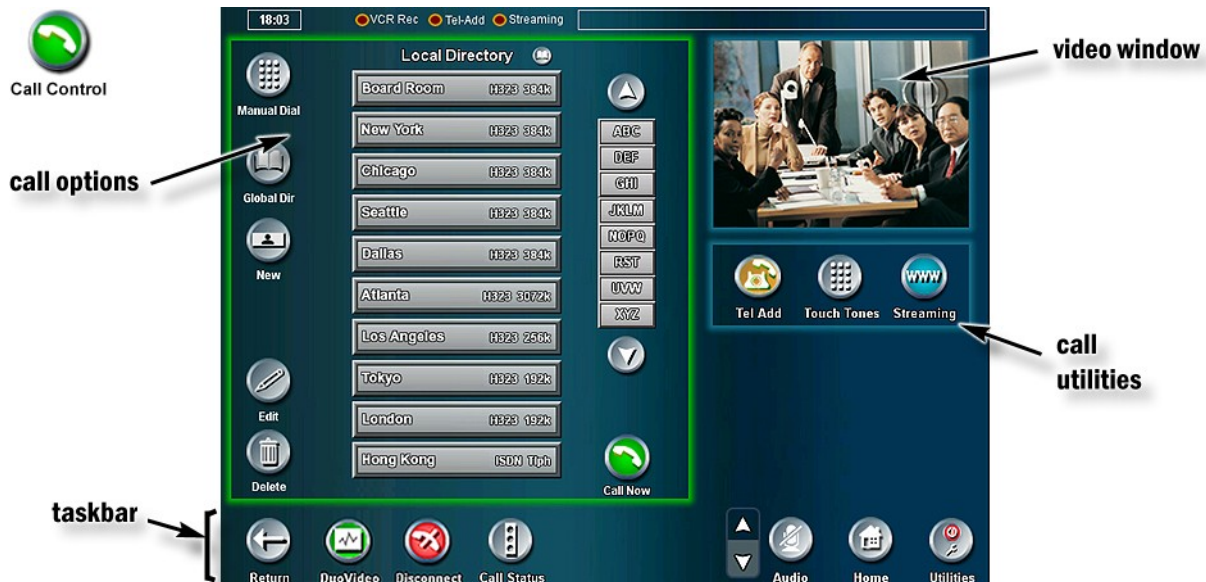 18:03
VCR Rec
Tel-Add
Streaming
Call Control
call options
Manual Dial
Global Dir
New
Edit
Delete
Local Directory
Board Room H323 384k
New York H323 384k
Chicago H323 384k
Seattle H323 384k
Dallas H323 384k
Atlanta H323 3072k
Los Angeles H323 256k
Tokyo H323 192k
London H323 192k
Hong Kong ISDN Tlph
ABC
DEF
GHI
JKLM
NOPQ
RST
UVW
XYZ
Call Now
video window
Tel Add
Touch Tones
WWW
Streaming
call
utilities
taskbar
Return
DuoVideo
Disconnect
Call Status
Audio
Home
Utilities